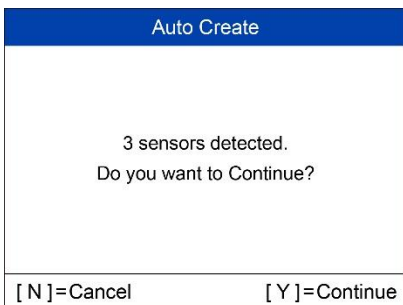 Auto Create
3 sensors detected.
Do you want to Continue?
[ N ]=Cancel [ Y ]=Continue